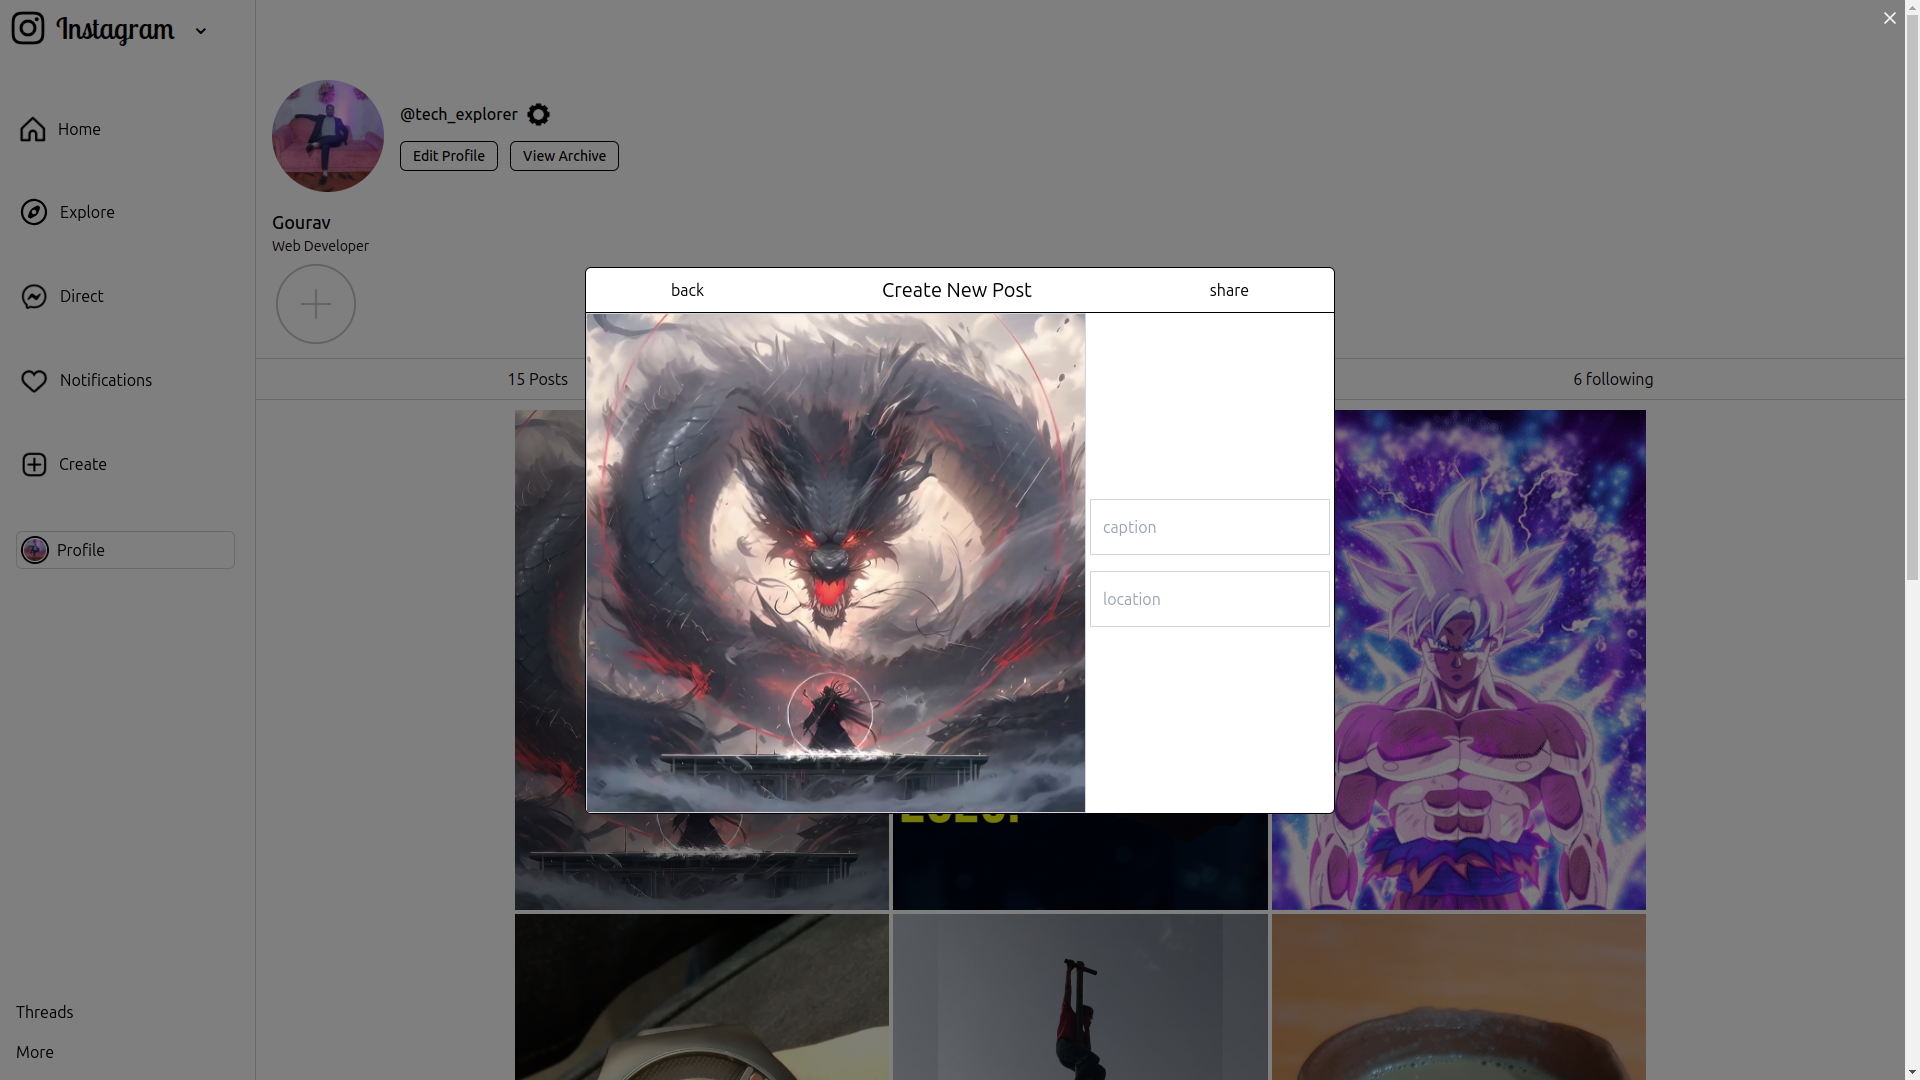 Instagram
Home
Explore
Direct
Notifications
Create
Profile
Threads
More
@tech_explorer
Edit Profile
View Archive
Gourav
Web Developer
15 Posts
6 following
back
Create New Post
share
caption
location